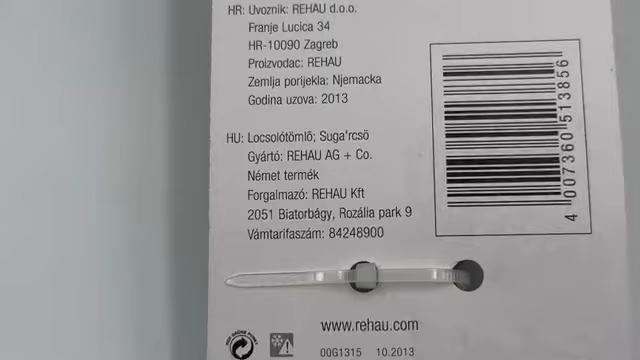 HR: Uvoznik: REHAU d.o.o.
Franje Lucica 34
HR-10090 Zagreb
Proizvodac: REHAU
Zemlja porijekla: Njemacka
Godina uzova: 2013
HU: Locsolótömlő; Suga'rcsö
Gyártó: REHAU AG + Co.
Német termék
Forgalmazó: REHAU Kft
2051 Biatorbágy, Rozália park 9
Vámtarifaszám: 84248900
4 007360 513856
www.rehau.com
00G1315 10.2013